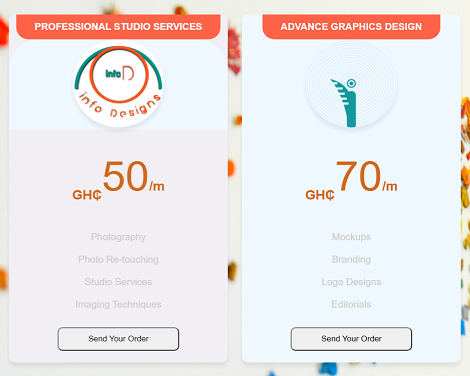 PROFESSIONAL STUDIO SERVICES
info D
info Designs
GH₵50/m
Photography
Photo Re-touching
Studio Services
Imaging Techniques
Send Your Order
ADVANCE GRAPHICS DESIGN
GH₵70/m
Mockups
Branding
Logo Designs
Editorials
Send Your Order